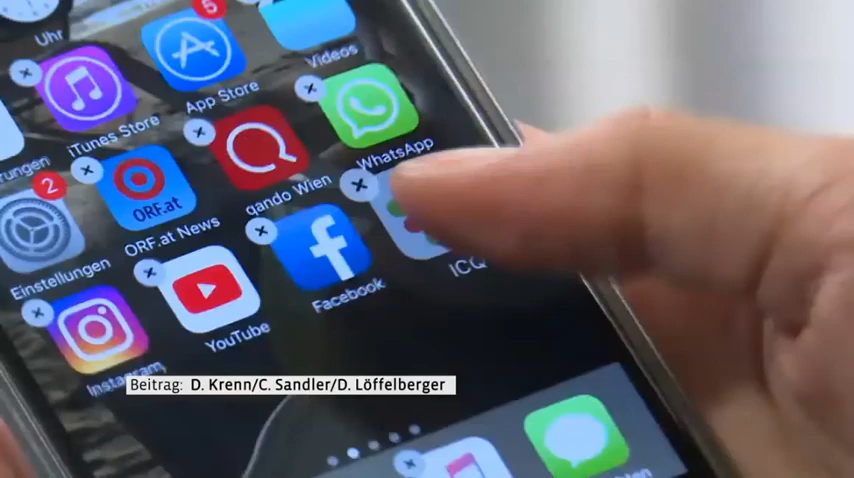 Uhr
5
Videos
App Store
iTunes Store
WhatsApp
qando Wien
ORF.at
ORF.at News
2
Einstellungen
ICQ
Facebook
YouTube
Instagram
Beitrag: D. Krenn/C. Sandler/D. Löffelberger